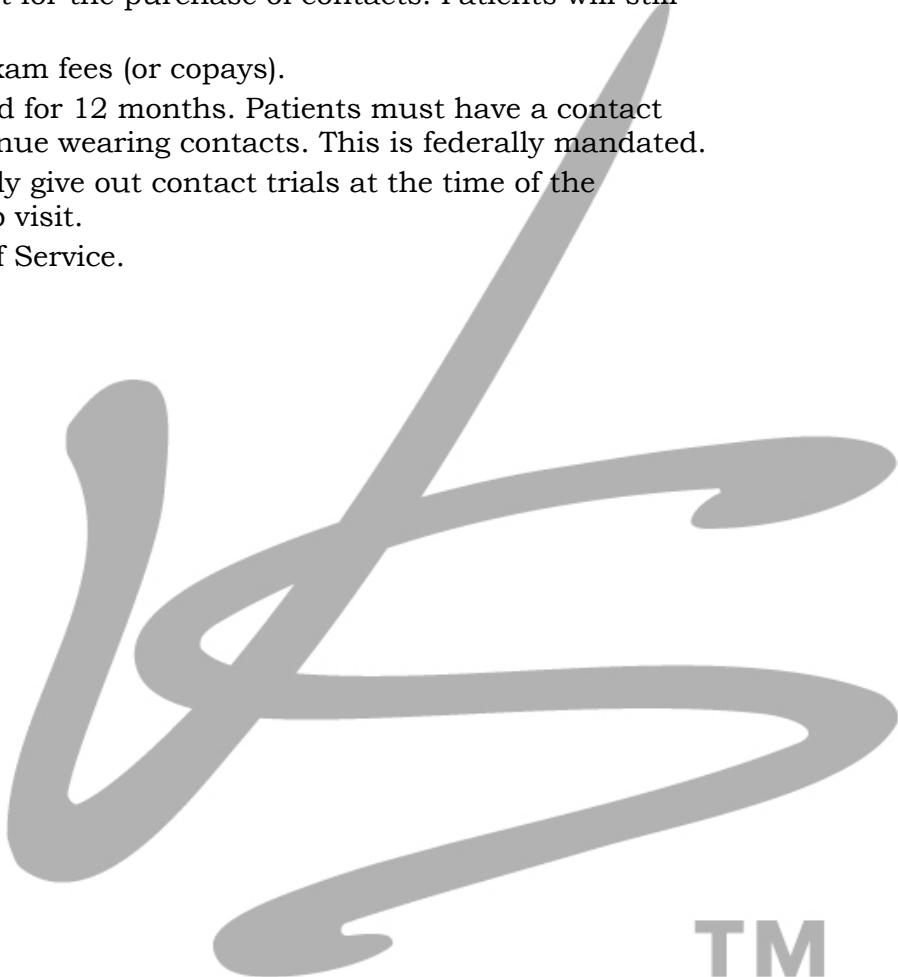 t for the purchase of contacts. Patients will still
xam fees (or copays).
d for 12 months. Patients must have a contact
nue wearing contacts. This is federally mandated.
ly give out contact trials at the time of the
o visit.
f Service.
VS
TM